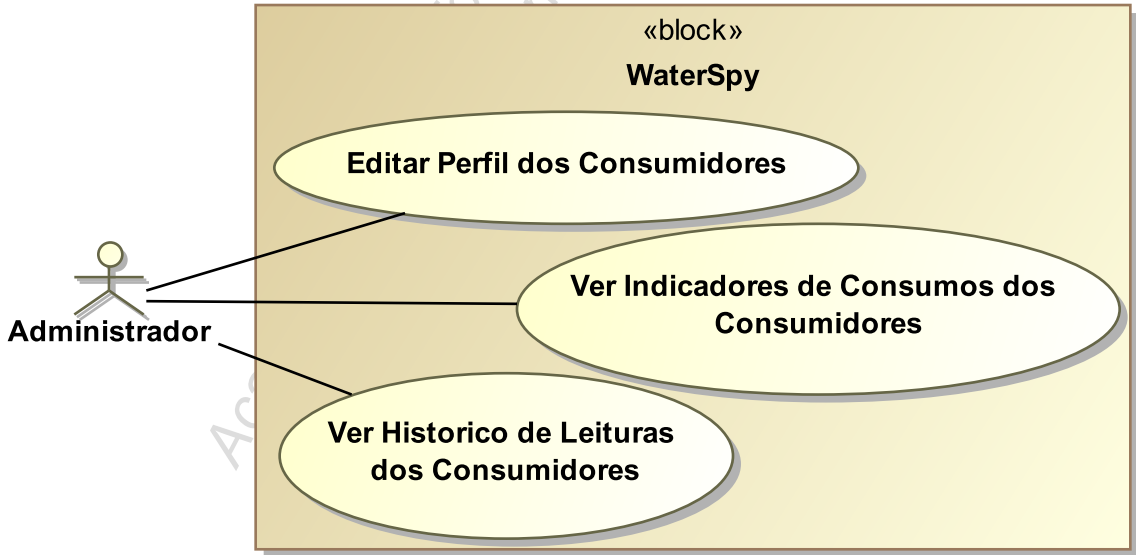 «block»
WaterSpy
Editar Perfil dos Consumidores
Ver Indicadores de Consumos dos
Consumidores
Administrador
Ver Historico de Leituras
dos Consumidores